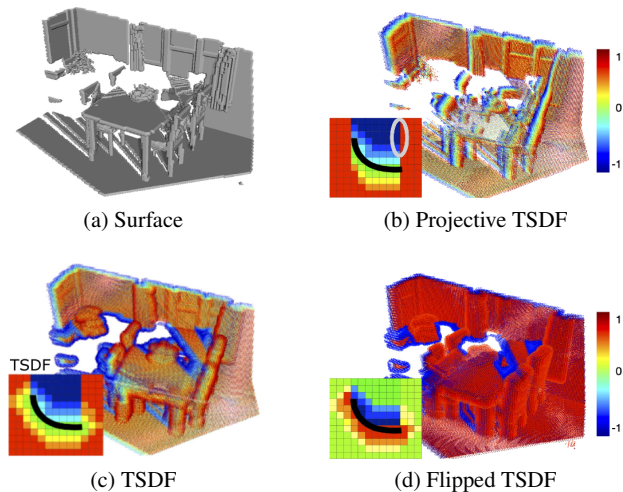 1
0
-1
(a) Surface
(b) Projective TSDF
TSDF
1
0
-1
(c) TSDF
(d) Flipped TSDF